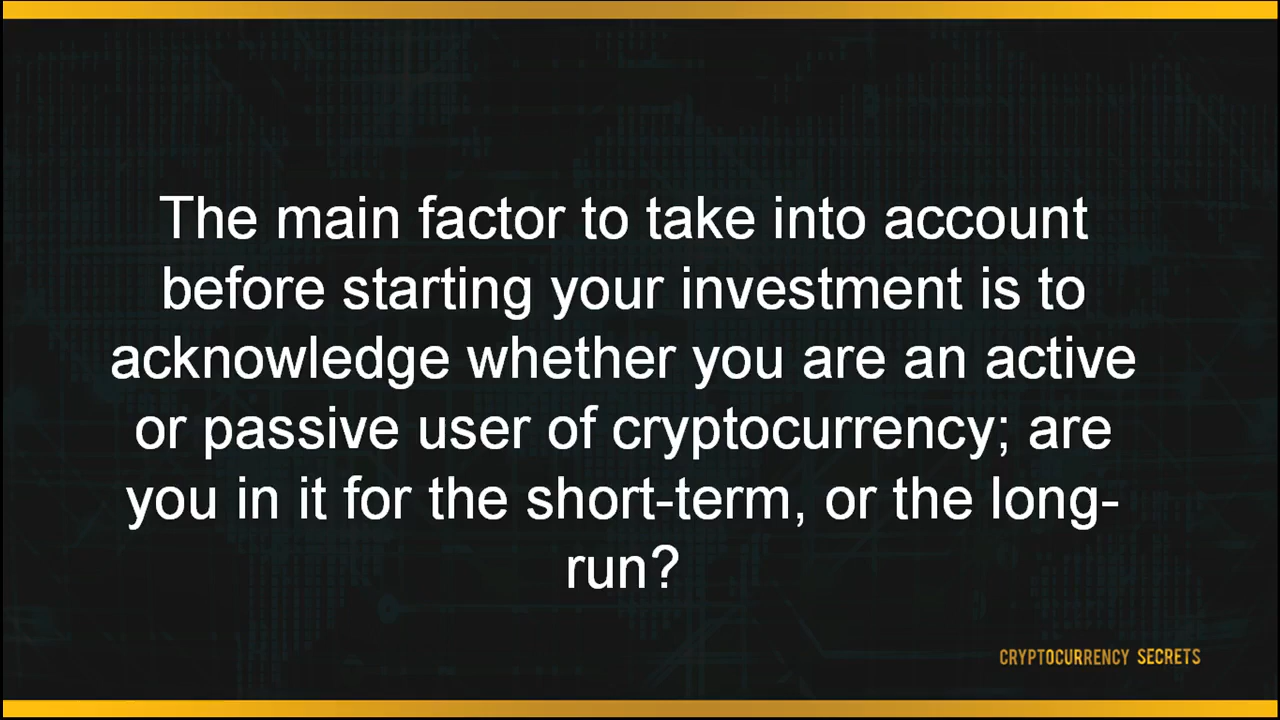 The main factor to take into account
before starting your investment is to
acknowledge whether you are an active
or passive user of cryptocurrency; are
you in it for the short-term, or the long-
run?
CRYPTOCURRENCY SECRETS